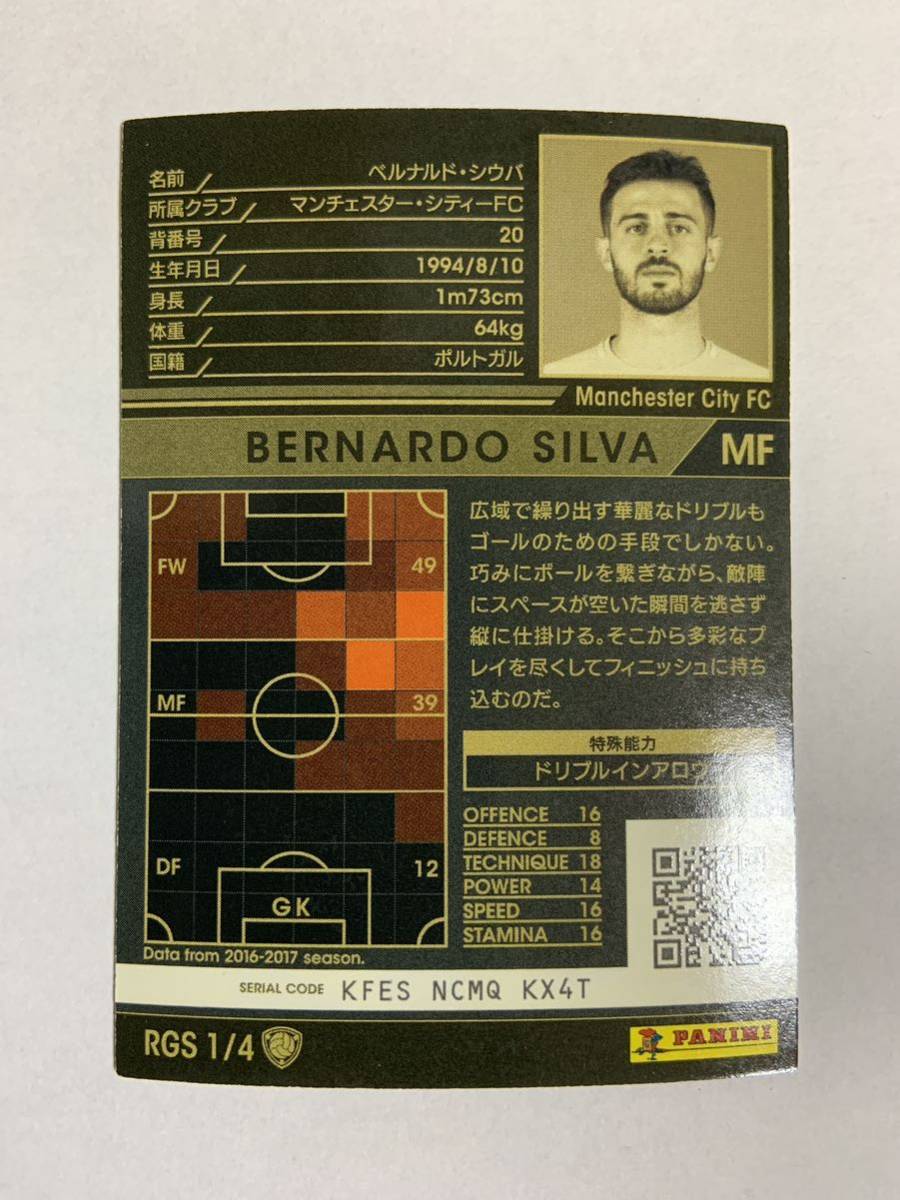 名前 ベルナルド・シウバ
所属クラブ マンチェスター・シティーFC
背番号 20
生年月日 1994/8/10
身長 1m73cm
体重 64kg
国籍 ポルトガル
Manchester City FC
BERNARDO SILVA MF
FW 49
MF 39
DF 12
GK
Data from 2016-2017 season.
広域で繰り出す華麗なドリブルも
ゴールのための手段でしかない。
巧みにボールを繋ぎながら、敵陣
にスペースが空いた瞬間を逃さず
縦に仕掛ける。そこから多彩なプ
レイを尽くしてフィニッシュに持ち
込むのだ。
特殊能力
ドリブルインアロウ
OFFENCE 16
DEFENCE 8
TECHNIQUE 18
POWER 14
SPEED 16
STAMINA 16
SERIAL CODE KFES NCMQ KX4T
RGS 1/4
PANINI